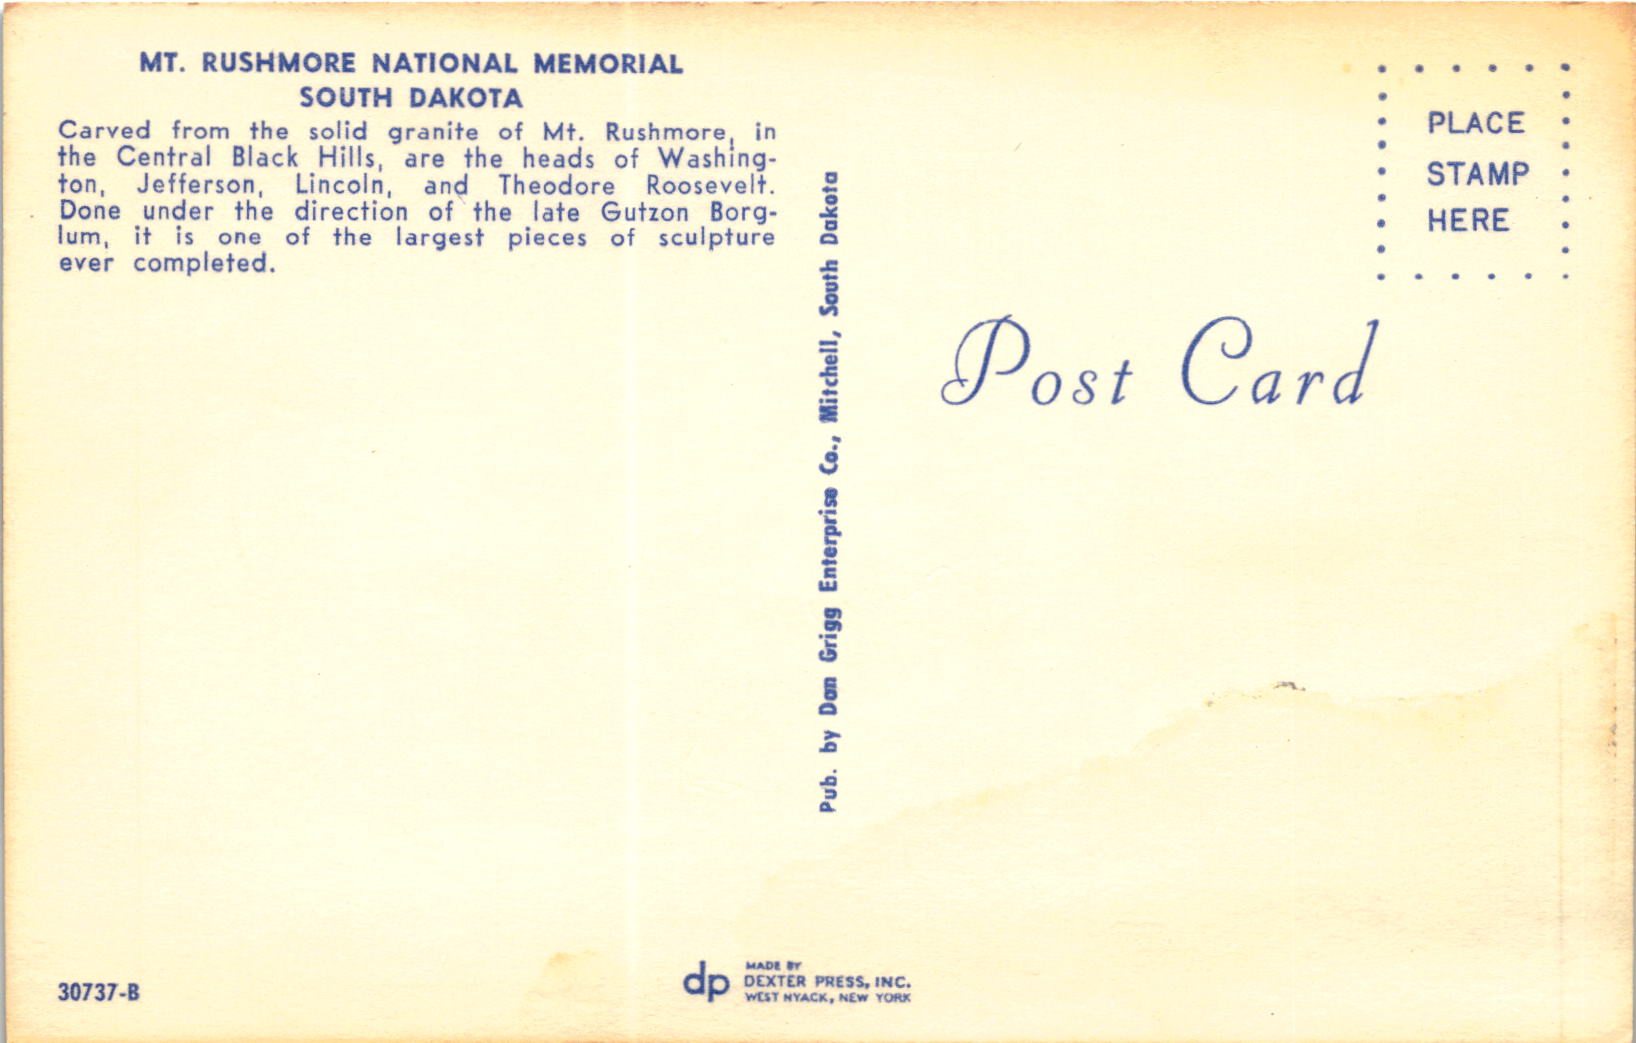 MT. RUSHMORE NATIONAL MEMORIAL
SOUTH DAKOTA
Carved from the solid granite of Mt. Rushmore, in
the Central Black Hills, are the heads of Washing-
ton, Jefferson, Lincoln, and Theodore Roosevelt.
Done under the direction of the late Gutzon Borg-
lum, it is one of the largest pieces of sculpture
ever completed.
30737-B
Pub. by Don Grigg Enterprise Co., Mitchell, South Dakota
dp
MADE BY
DEXTER PRESS, INC.
WEST NYACK, NEW YORK
PLACE
STAMP
HERE
Post Card